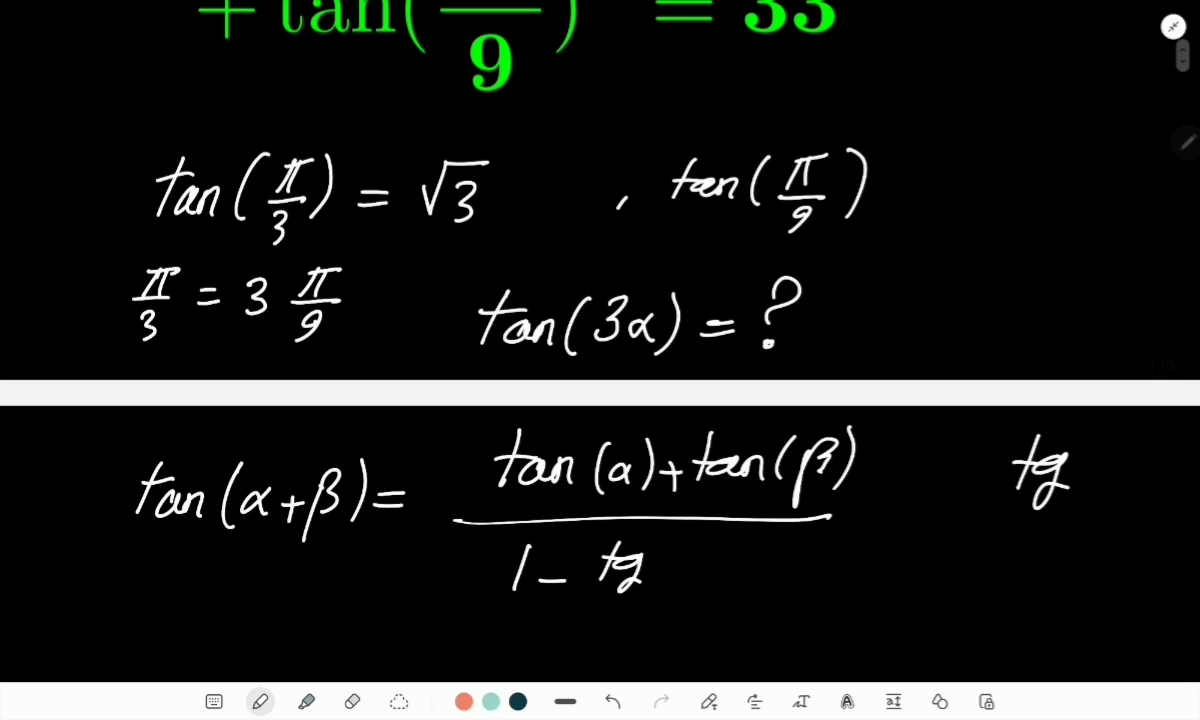 + tan( 9 ) = 33
tan(π/3) = √3 , tan(π/9)
π/3 = 3 π/9 tan(3α) = ?
tan(α+β) = tan(α)+tan(β) tg
1 - tg